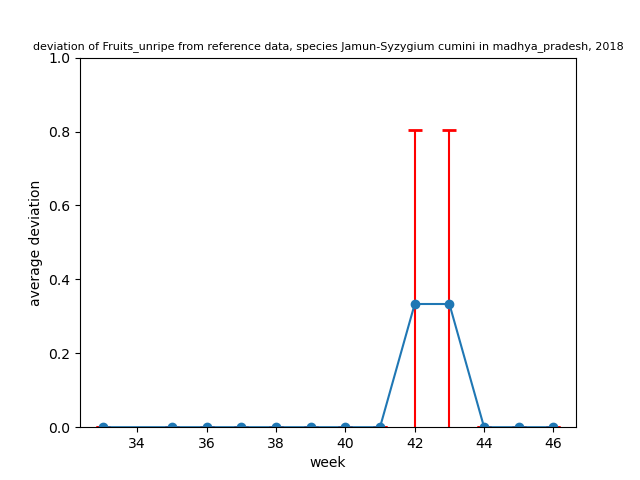 deviation of Fruits_unripe from reference data, species Jamun-Syzygium cumini in madhya_pradesh, 2018
1.0
0.8
0.6
0.4
0.2
0.0
average deviation
34 36 38 40 42 44 46
week